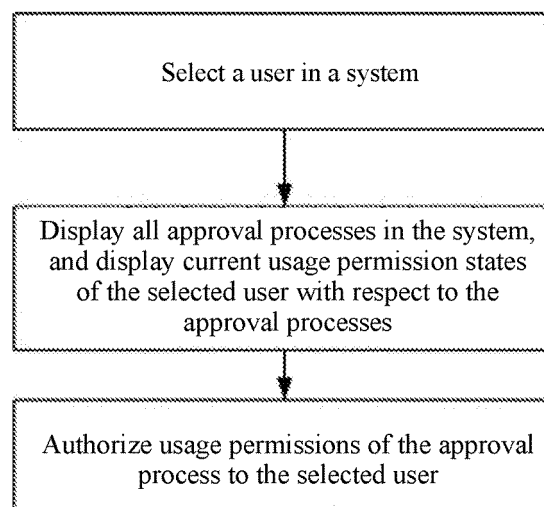 Select a user in a system
Display all approval processes in the system,
and display current usage permission states
of the selected user with respect to the
approval processes
Authorize usage permissions of the approval
process to the selected user